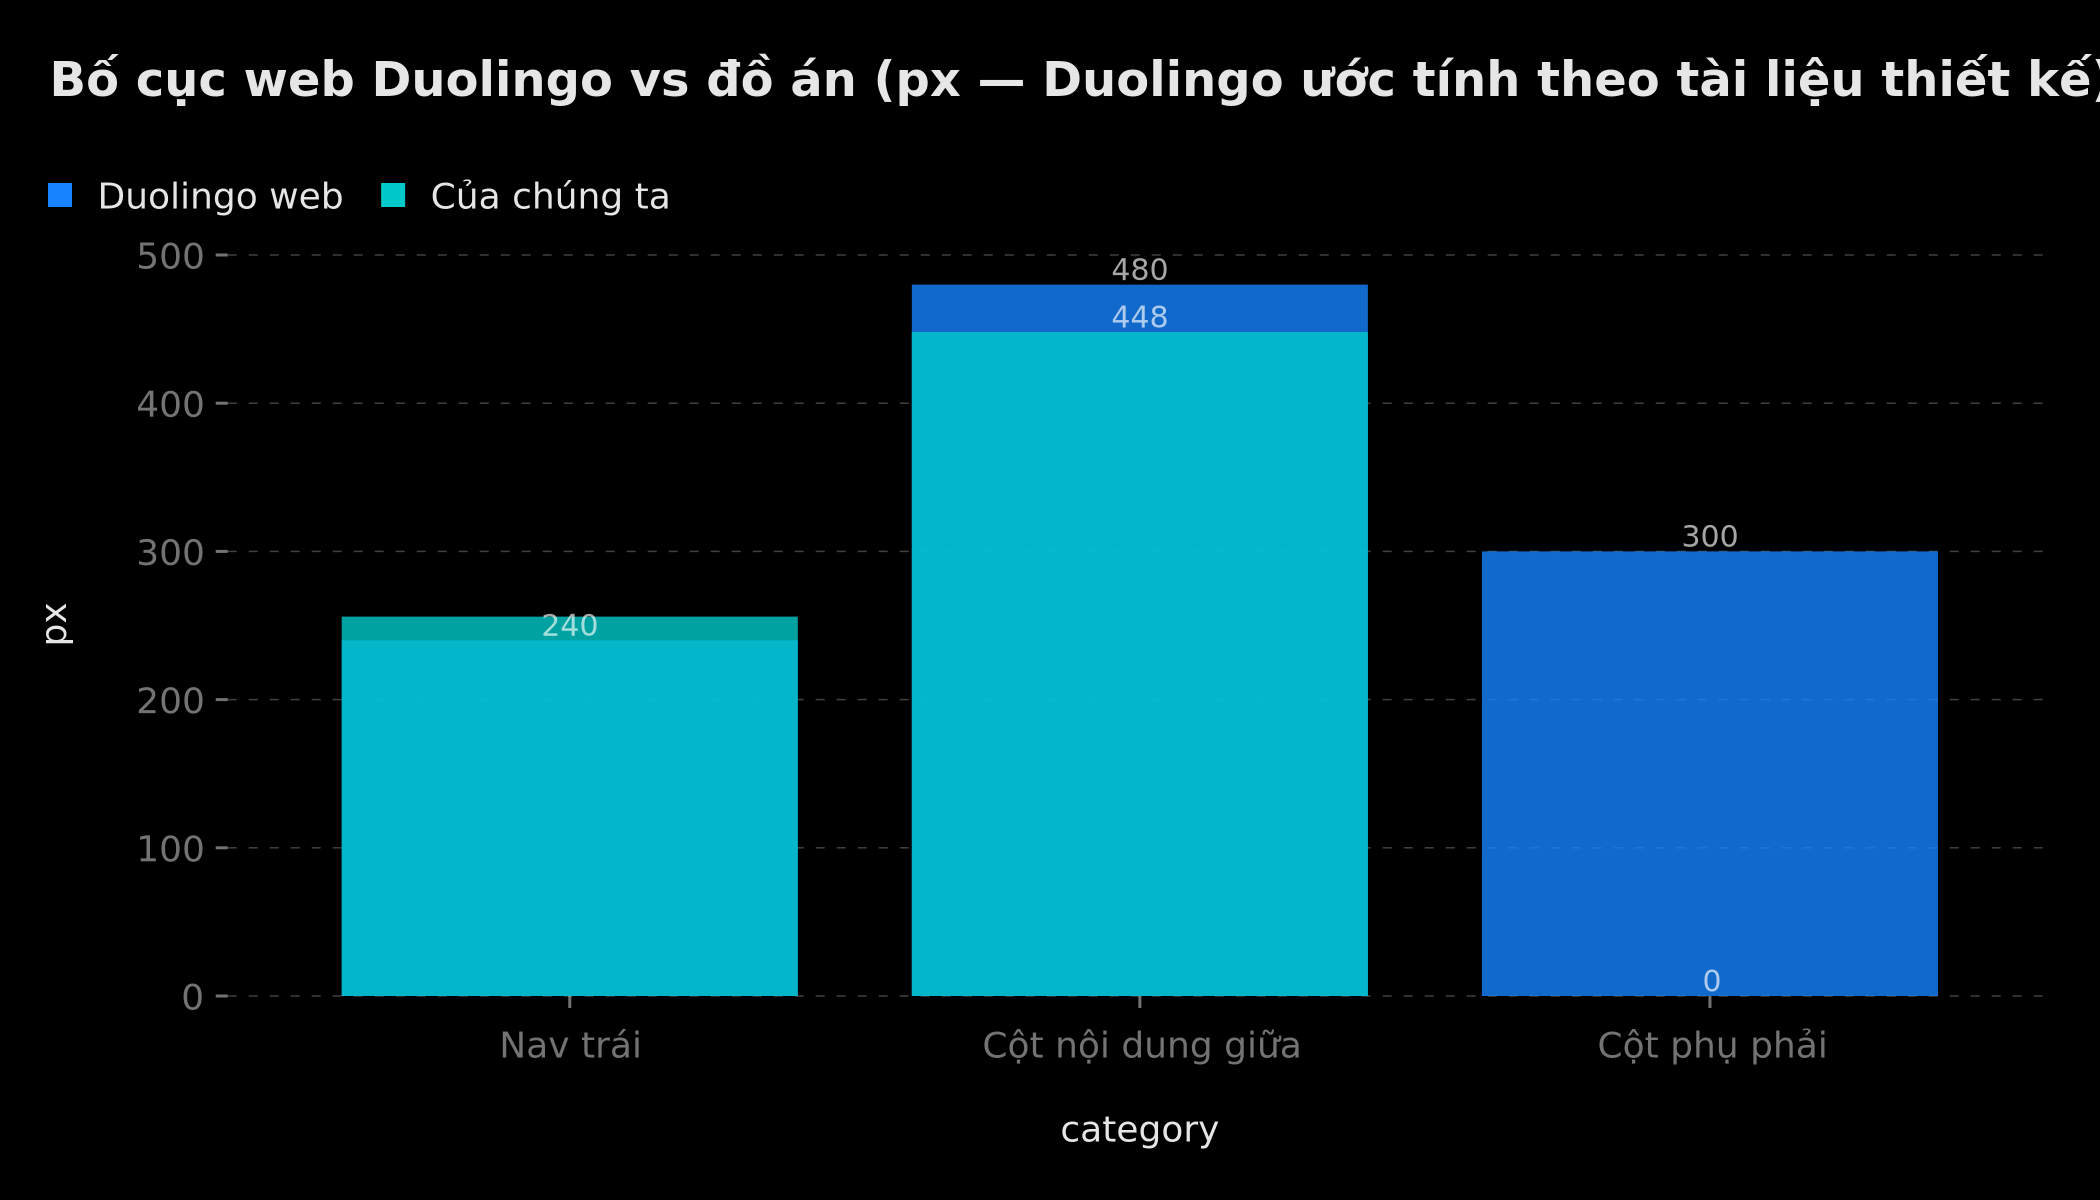 Bố cục web Duolingo vs đồ án (px — Duolingo ước tính theo tài liệu thiết kế)
Duolingo web
Của chúng ta
500
400
300
200
100
0
px
480
448
300
240
0
Nav trái
Cột nội dung giữa
Cột phụ phải
category